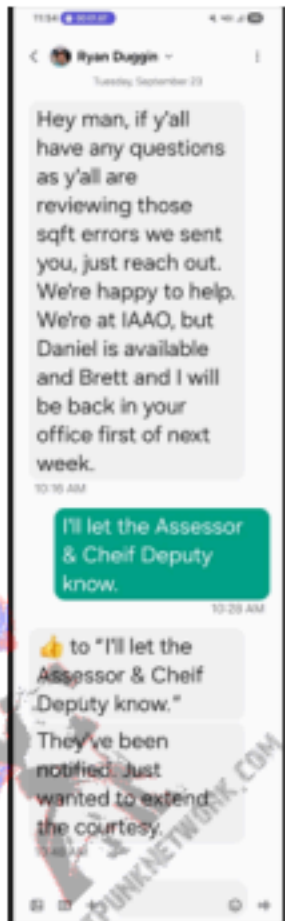 11:54
Ryan Duggin
Tuesday, September 23
Hey man, if y'all
have any questions
as y'all are
reviewing those
sqft errors we sent
you, just reach out.
We're happy to help.
We're at IAAO, but
Daniel is available
and Brett and I will
be back in your
office first of next
week.
10:16 AM
I'll let the Assessor
& Cheif Deputy
know.
10:28 AM
👍 to "I'll let the
Assessor & Cheif
Deputy know."
They've been
notified. Just
wanted to extend
the courtesy.
PUNKNETWORK.COM